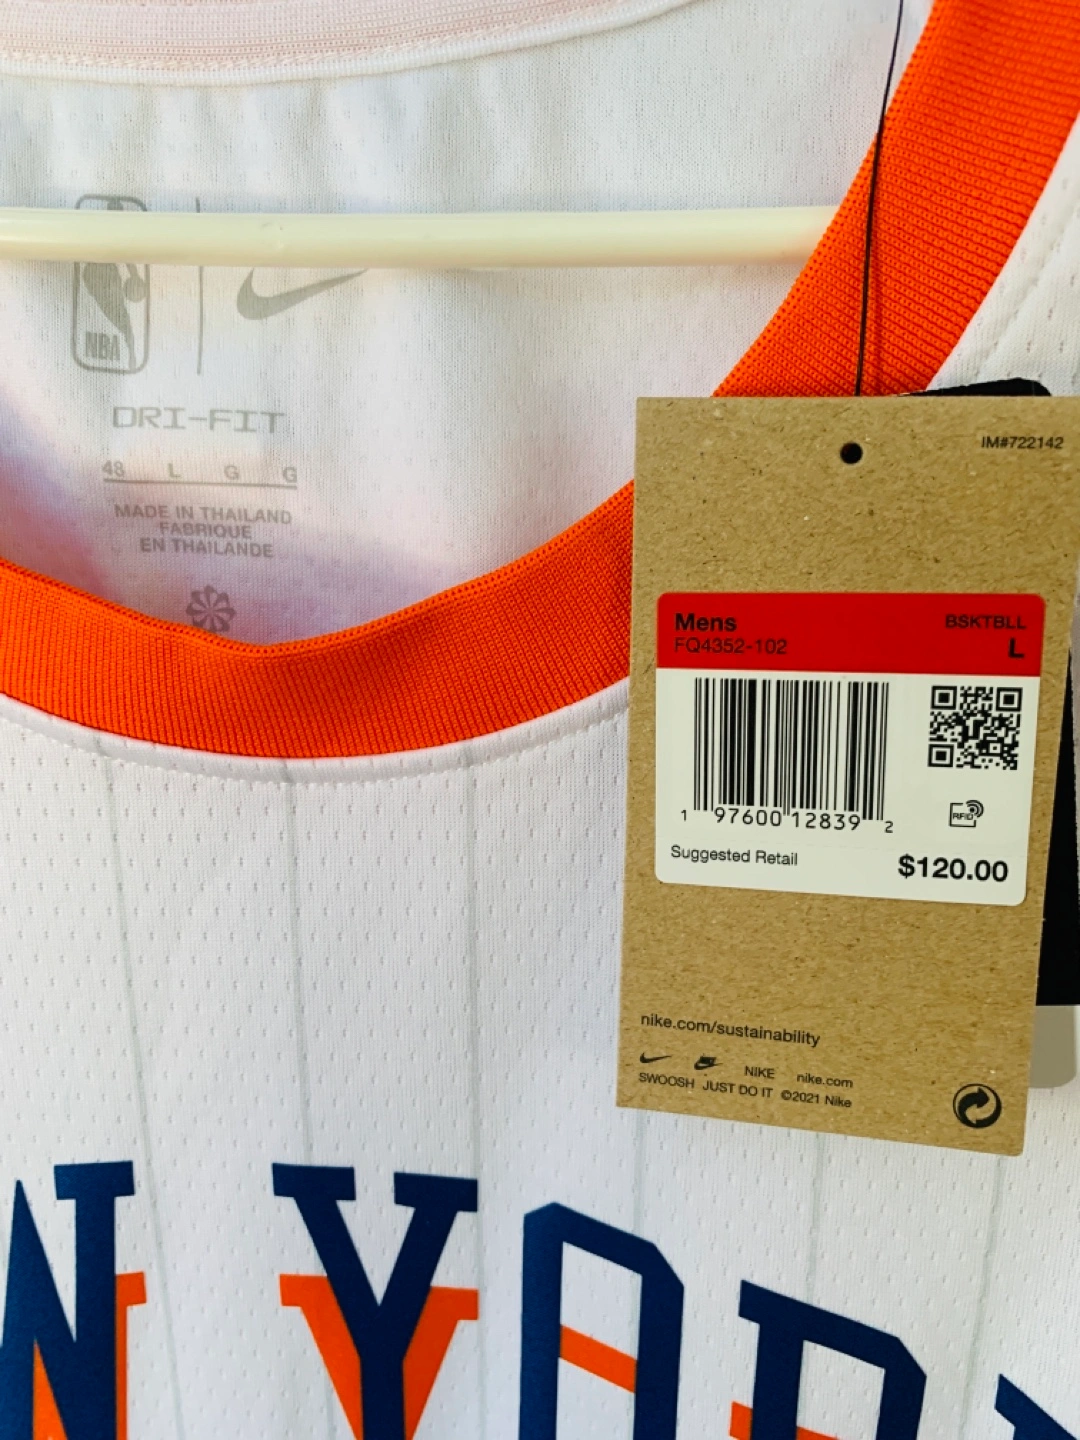 NBA
DRI-FIT
48 L G G
MADE IN THAILAND
FABRIQUE
EN THAILANDE
IM#722142
Mens BSKTBLL
FQ4352-102 L
1 97600 12839 2
RFID
Suggested Retail $120.00
nike.com/sustainability
NIKE nike.com
SWOOSH JUST DO IT ©2021 Nike
W YORK